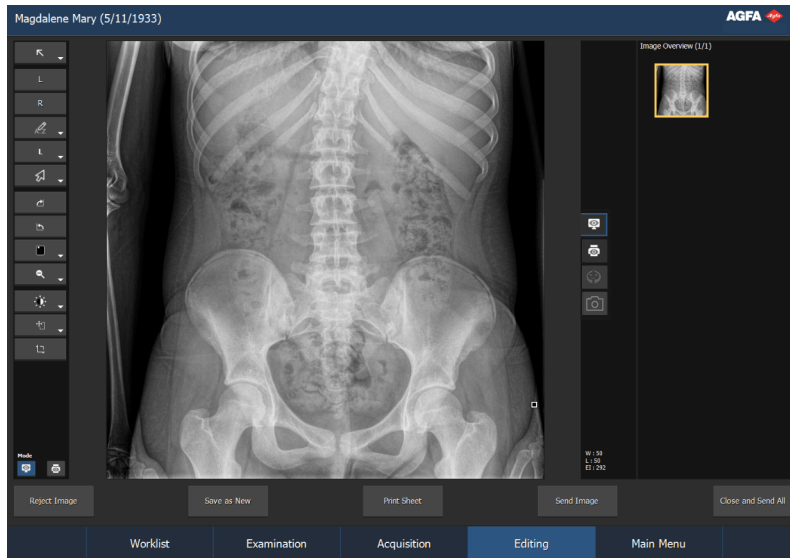 Magdalene Mary (5/11/1933)
AGFA
Image Overview (1/1)
L
R
L
Mode
W : 50
L : 50
EI : 292
Reject Image
Save as New
Print Sheet
Send Image
Close and Send All
Worklist
Examination
Acquisition
Editing
Main Menu